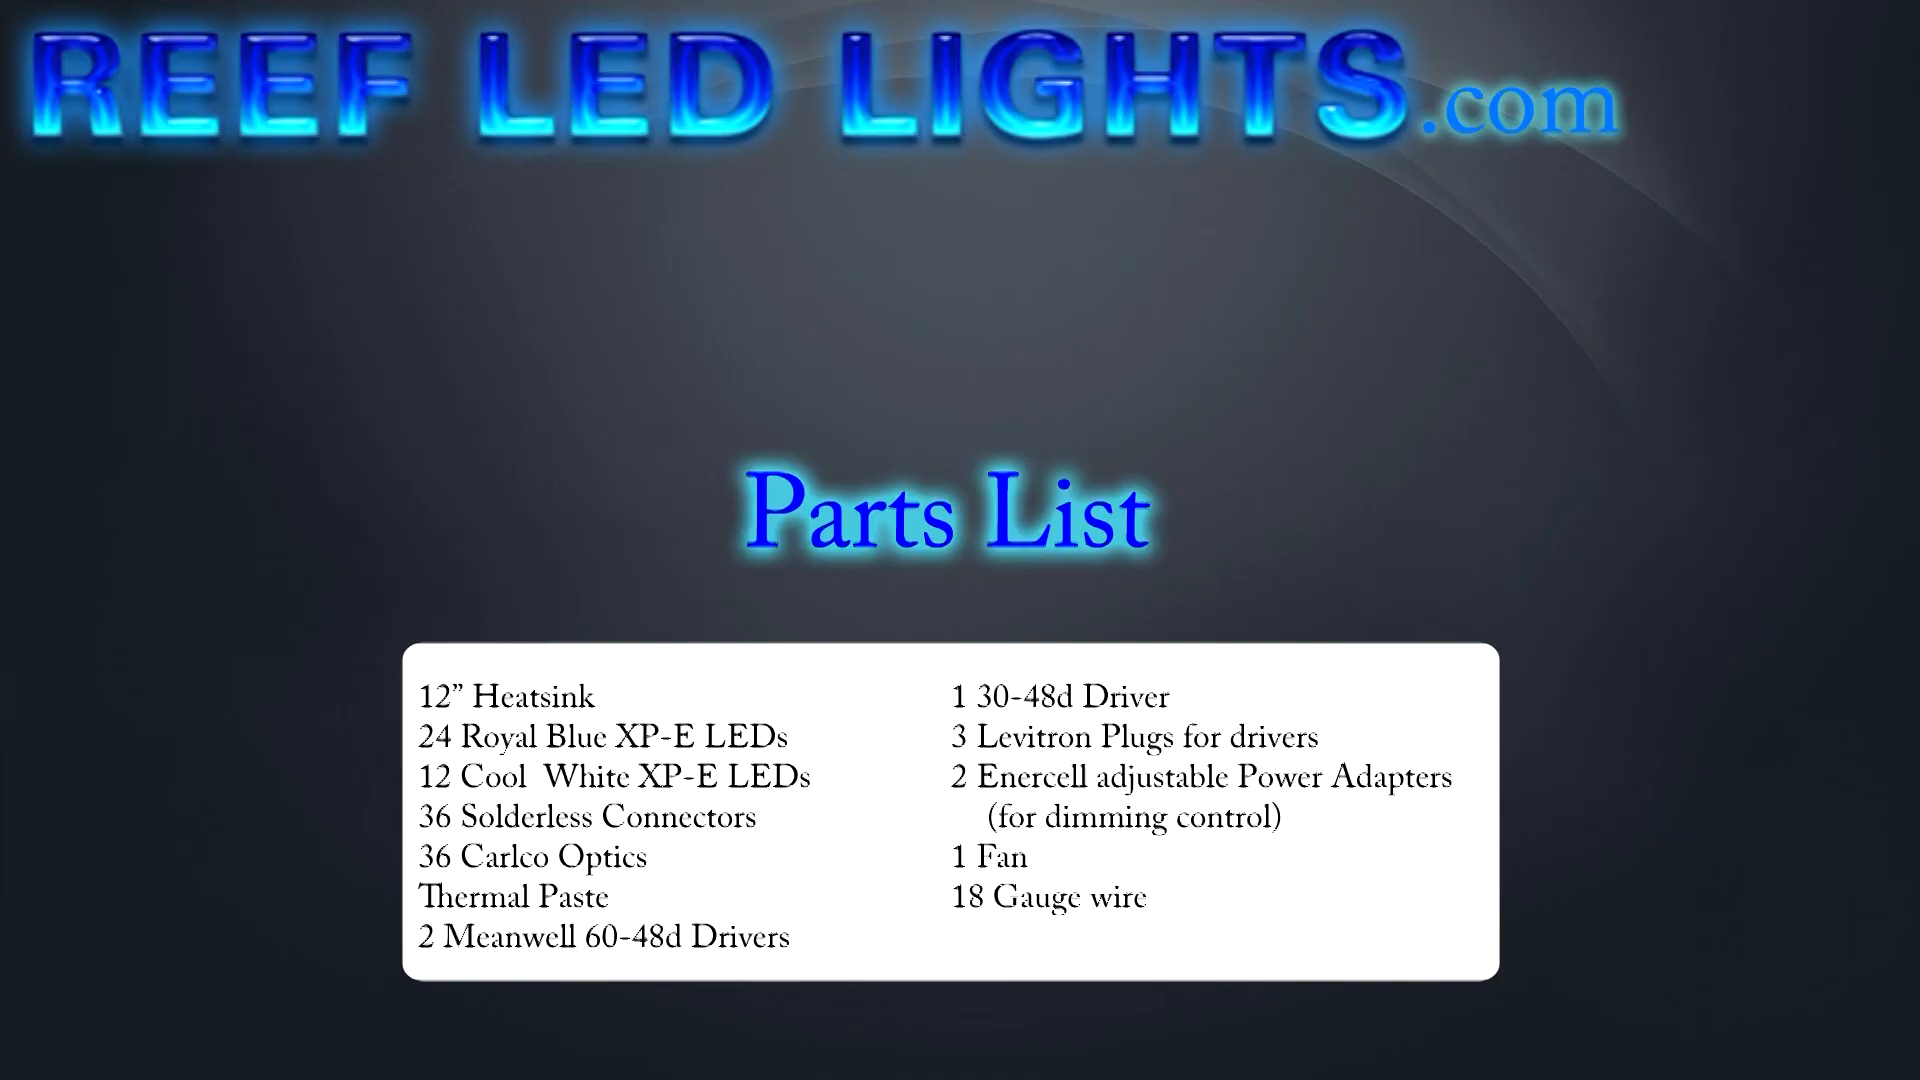 REEF LED LIGHTS.com
Parts List
12” Heatsink
24 Royal Blue XP-E LEDs
12 Cool  White XP-E LEDs
36 Solderless Connectors
36 Carlco Optics
Thermal Paste
2 Meanwell 60-48d Drivers
1 30-48d Driver
3 Levitron Plugs for drivers
2 Enercell adjustable Power Adapters
(for dimming control)
1 Fan
18 Gauge wire